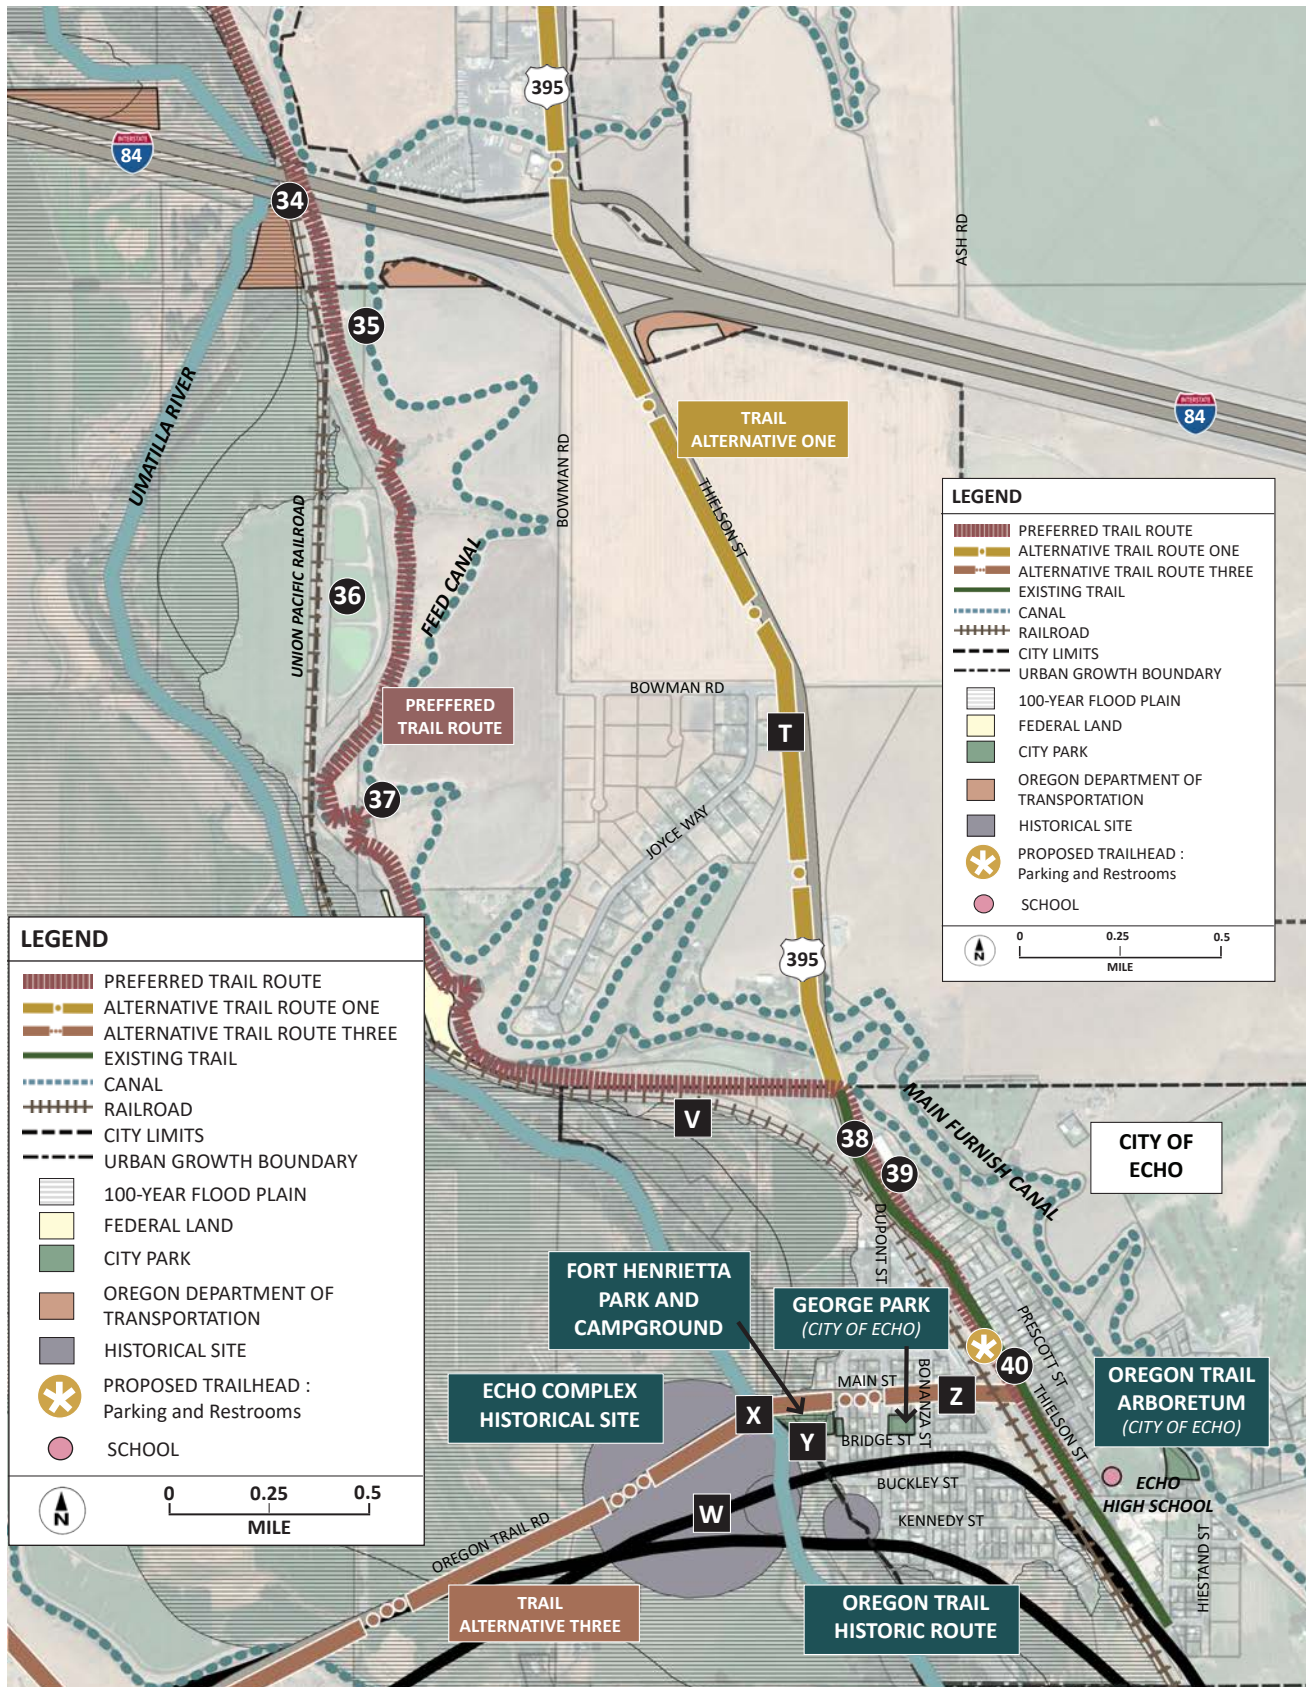 395
INTERSTATE
84
34
ASH RD
35
UMATILLA RIVER
TRAIL
ALTERNATIVE ONE
INTERSTATE
84
BOWMAN RD
THIELSON ST
UNION PACIFIC RAILROAD
36
FEED CANAL
LEGEND
PREFERRED TRAIL ROUTE
ALTERNATIVE TRAIL ROUTE ONE
ALTERNATIVE TRAIL ROUTE THREE
EXISTING TRAIL
CANAL
RAILROAD
CITY LIMITS
URBAN GROWTH BOUNDARY
100-YEAR FLOOD PLAIN
FEDERAL LAND
CITY PARK
OREGON DEPARTMENT OF
TRANSPORTATION
HISTORICAL SITE
PROPOSED TRAILHEAD :
Parking and Restrooms
SCHOOL
N
0 0.25 0.5
MILE
BOWMAN RD
PREFFERED
TRAIL ROUTE
T
37
JOYCE WAY
395
LEGEND
PREFERRED TRAIL ROUTE
ALTERNATIVE TRAIL ROUTE ONE
ALTERNATIVE TRAIL ROUTE THREE
EXISTING TRAIL
CANAL
RAILROAD
CITY LIMITS
URBAN GROWTH BOUNDARY
100-YEAR FLOOD PLAIN
FEDERAL LAND
CITY PARK
OREGON DEPARTMENT OF
TRANSPORTATION
HISTORICAL SITE
PROPOSED TRAILHEAD :
Parking and Restrooms
SCHOOL
N
0 0.25 0.5
MILE
V
38
39
MAIN FURNISH CANAL
CITY OF
ECHO
DUPONT ST
FORT HENRIETTA
PARK AND
CAMPGROUND
GEORGE PARK
(CITY OF ECHO)
PRESCOTT ST
40
ECHO COMPLEX
HISTORICAL SITE
MAIN ST
BONANZA ST
Z
THIELSON ST
OREGON TRAIL
ARBORETUM
(CITY OF ECHO)
X
Y
BRIDGE ST
BUCKLEY ST
ECHO
HIGH SCHOOL
W
KENNEDY ST
OREGON TRAIL RD
HIESTAND ST
TRAIL
ALTERNATIVE THREE
OREGON TRAIL
HISTORIC ROUTE